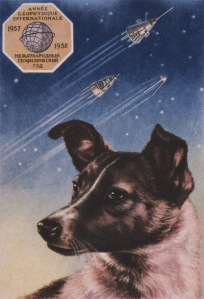 ANNÉE
GÉOPHYSIQUE
INTERNATIONALE
1957
1958
МЕЖДУНАРОДНЫЙ
ГЕОФИЗИЧЕСКИЙ
ГОД